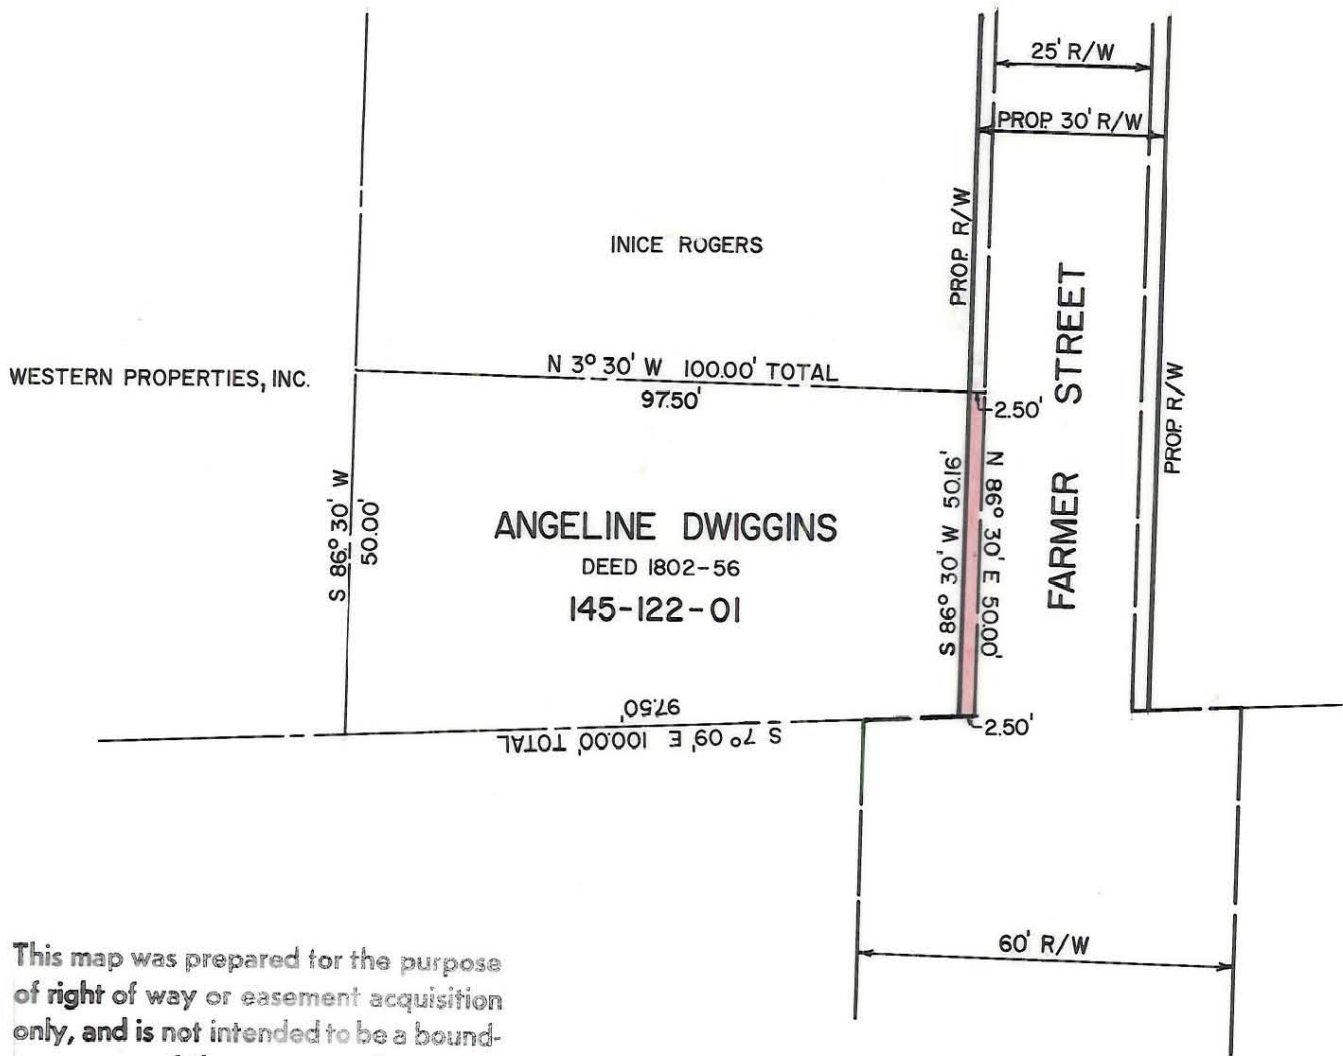 25' R/W
PROP. 30' R/W
PROP. R/W
INICE ROGERS
FARMER STREET
WESTERN PROPERTIES, INC.
N 3° 30' W 100.00' TOTAL
97.50'
2.50'
PROP. R/W
S 86° 30' W
50.00'
ANGELINE DWIGGINS
DEED 1802-56
145-122-01
S 86° 30' W 50.16'
N 86° 30' E 50.00'
97.50'
S 7° 09' E 100.00' TOTAL
2.50'
60' R/W
This map was prepared for the purpose
of right of way or easement acquisition
only, and is not intended to be a bound-